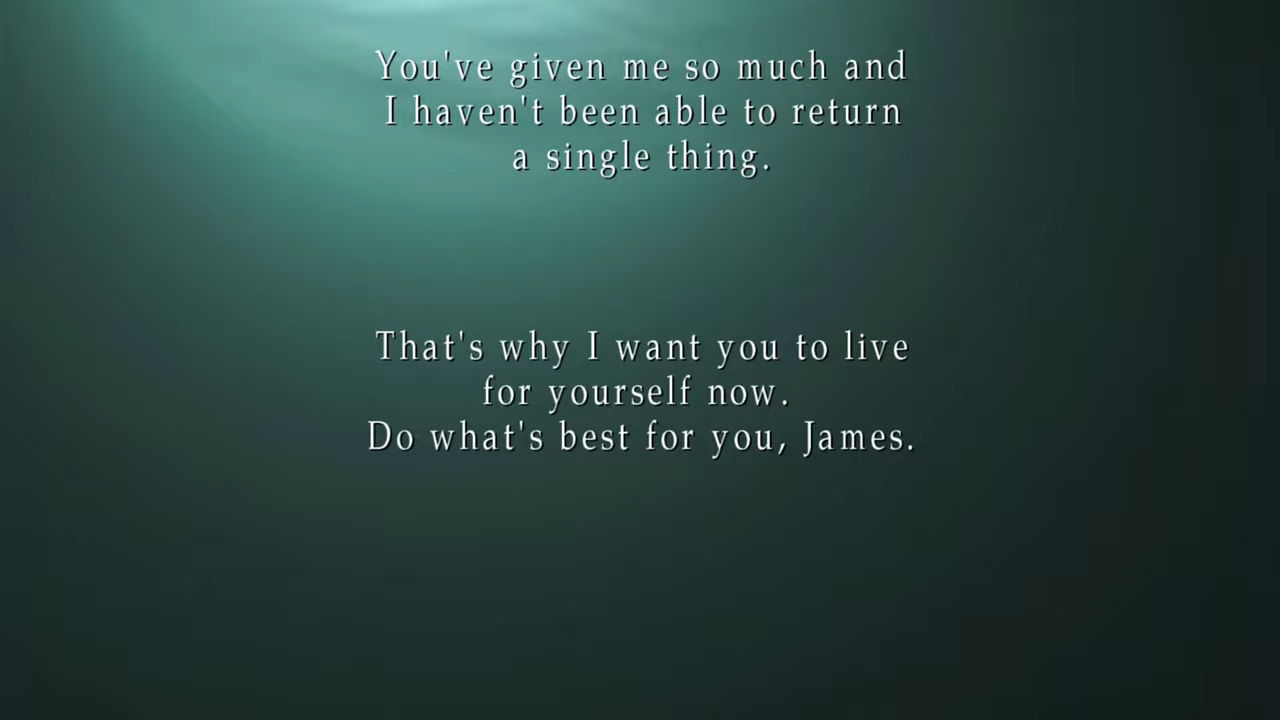 You've given me so much and
I haven't been able to return
a single thing.
That's why I want you to live
for yourself now.
Do what's best for you, James.